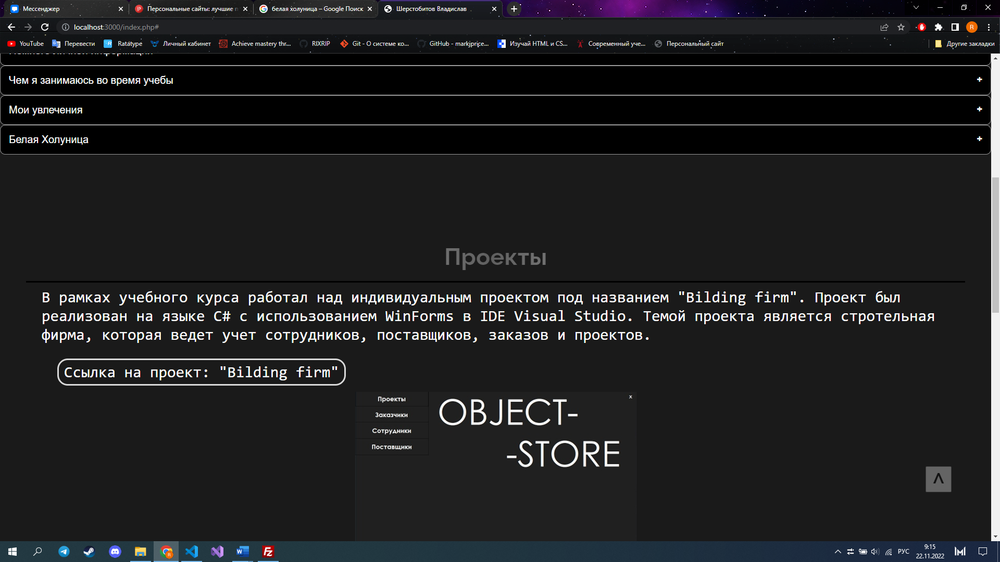 Мессенджер
Персональные сайты: лучшие п
белая холуница – Google Поиск
Шерстобитов Владислав
localhost:3000/index.php#
R
YouTube
Перевести
Ratatype
Личный кабинет
Achieve mastery thr...
RIXRIP
Git - О системе ко...
GitHub - markjprice...
Изучай HTML и CS...
Современный уче...
Персональный сайт
Другие закладки
Чем я занимаюсь во время учебы
+
Мои увлечения
+
Белая Холуница
+
Проекты
В рамках учебного курса работал над индивидуальным проектом под названием "Bilding firm". Проект был
реализован на языке C# с использованием WinForms в IDE Visual Studio. Темой проекта является стротельная
фирма, которая ведет учет сотрудников, поставщиков, заказов и проектов.
Ссылка на проект: "Bilding firm"
Проекты
Заказчики
Сотрудники
Поставщики
x
OBJECT-
-STORE
^
РУС
9:15
22.11.2022